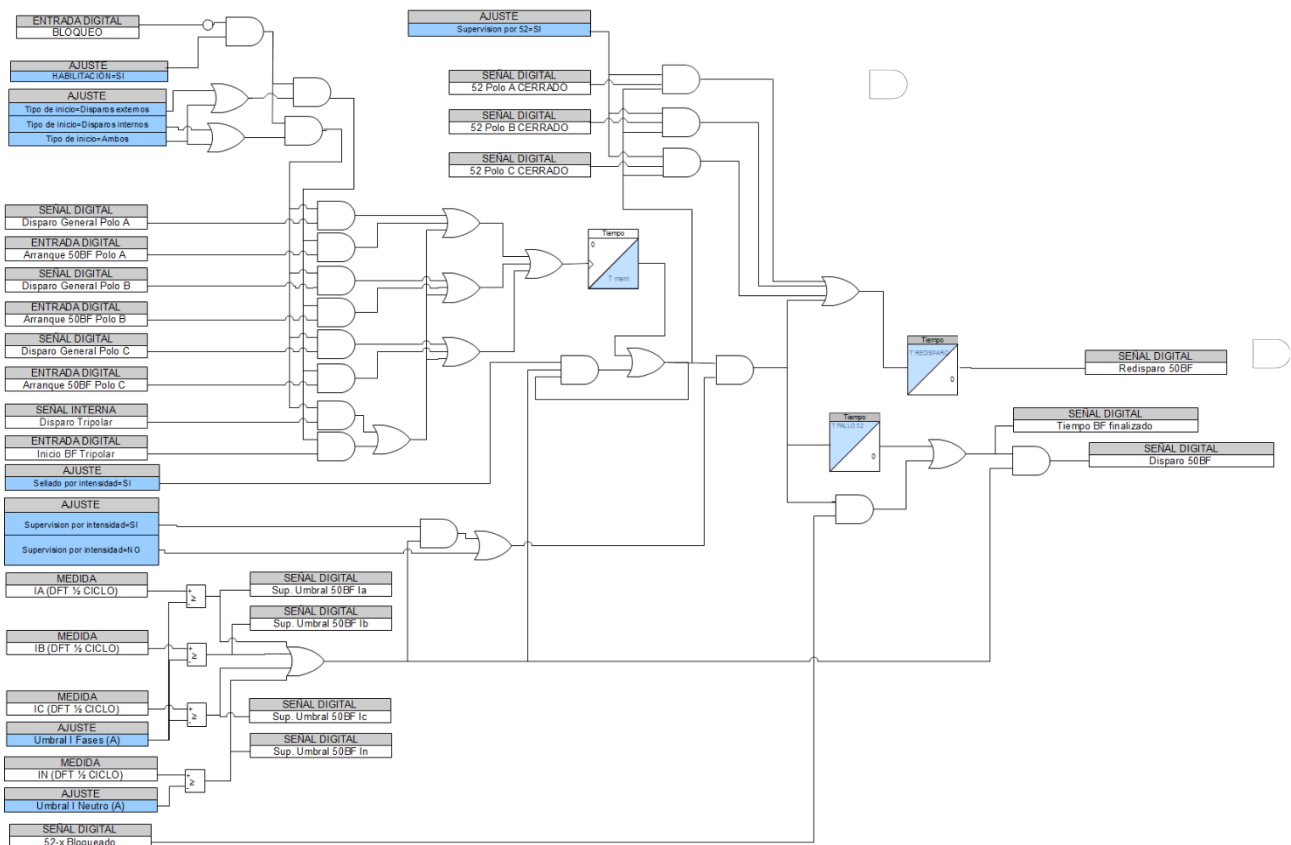 ENTRADA DIGITAL
BLOQUEO
AJUSTE
HABILITACIÓN=SI
AJUSTE
Tipo de inicio=Disparos externos
Tipo de inicio=Disparos internos
Tipo de inicio=Ambos
AJUSTE
Supervision por 52=SI
SEÑAL DIGITAL
52 Polo A CERRADO
SEÑAL DIGITAL
52 Polo B CERRADO
SEÑAL DIGITAL
52 Polo C CERRADO
SEÑAL DIGITAL
Disparo General Polo A
ENTRADA DIGITAL
Arranque 50BF Polo A
SEÑAL DIGITAL
Disparo General Polo B
ENTRADA DIGITAL
Arranque 50BF Polo B
SEÑAL DIGITAL
Disparo General Polo C
ENTRADA DIGITAL
Arranque 50BF Polo C
SEÑAL INTERNA
Disparo Tripolar
ENTRADA DIGITAL
Inicio BF Tripolar
AJUSTE
Sellado por intensidad=SI
AJUSTE
Supervision por intensidad=SI
Supervision por intensidad=NO
Tiempo
0
T mem
Tiempo
T REDISPARO
0
SEÑAL DIGITAL
Redisparo 50BF
Tiempo
T FALLO 52
0
SEÑAL DIGITAL
Tiempo BF finalizado
SEÑAL DIGITAL
Disparo 50BF
MEDIDA
IA (DFT ½ CICLO)
+
≥
-
SEÑAL DIGITAL
Sup. Umbral 50BF Ia
SEÑAL DIGITAL
Sup. Umbral 50BF Ib
MEDIDA
IB (DFT ½ CICLO)
+
≥
-
MEDIDA
IC (DFT ½ CICLO)
+
≥
-
SEÑAL DIGITAL
Sup. Umbral 50BF Ic
AJUSTE
Umbral I Fases (A)
SEÑAL DIGITAL
Sup. Umbral 50BF In
MEDIDA
IN (DFT ½ CICLO)
+
≥
-
AJUSTE
Umbral I Neutro (A)
SEÑAL DIGITAL
52-x Bloqueado